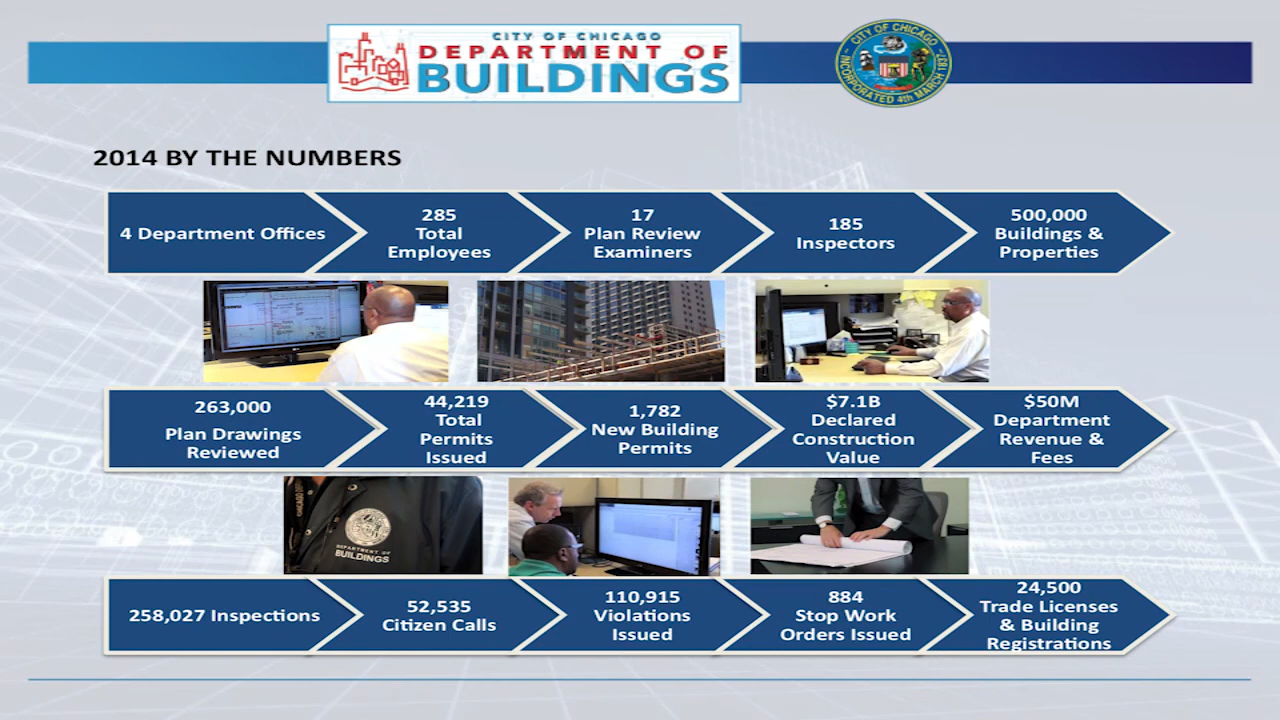 CITY OF CHICAGO
DEPARTMENT OF
BUILDINGS
CITY OF CHICAGO
INCORPORATED 4th MARCH 1837
2014 BY THE NUMBERS
4 Department Offices
285
Total
Employees
17
Plan Review
Examiners
185
Inspectors
500,000
Buildings &
Properties
263,000
Plan Drawings
Reviewed
44,219
Total
Permits
Issued
1,782
New Building
Permits
$7.1B
Declared
Construction
Value
$50M
Department
Revenue &
Fees
DEPARTMENT OF
BUILDINGS
258,027 Inspections
52,535
Citizen Calls
110,915
Violations
Issued
884
Stop Work
Orders Issued
24,500
Trade Licenses
& Building
Registrations